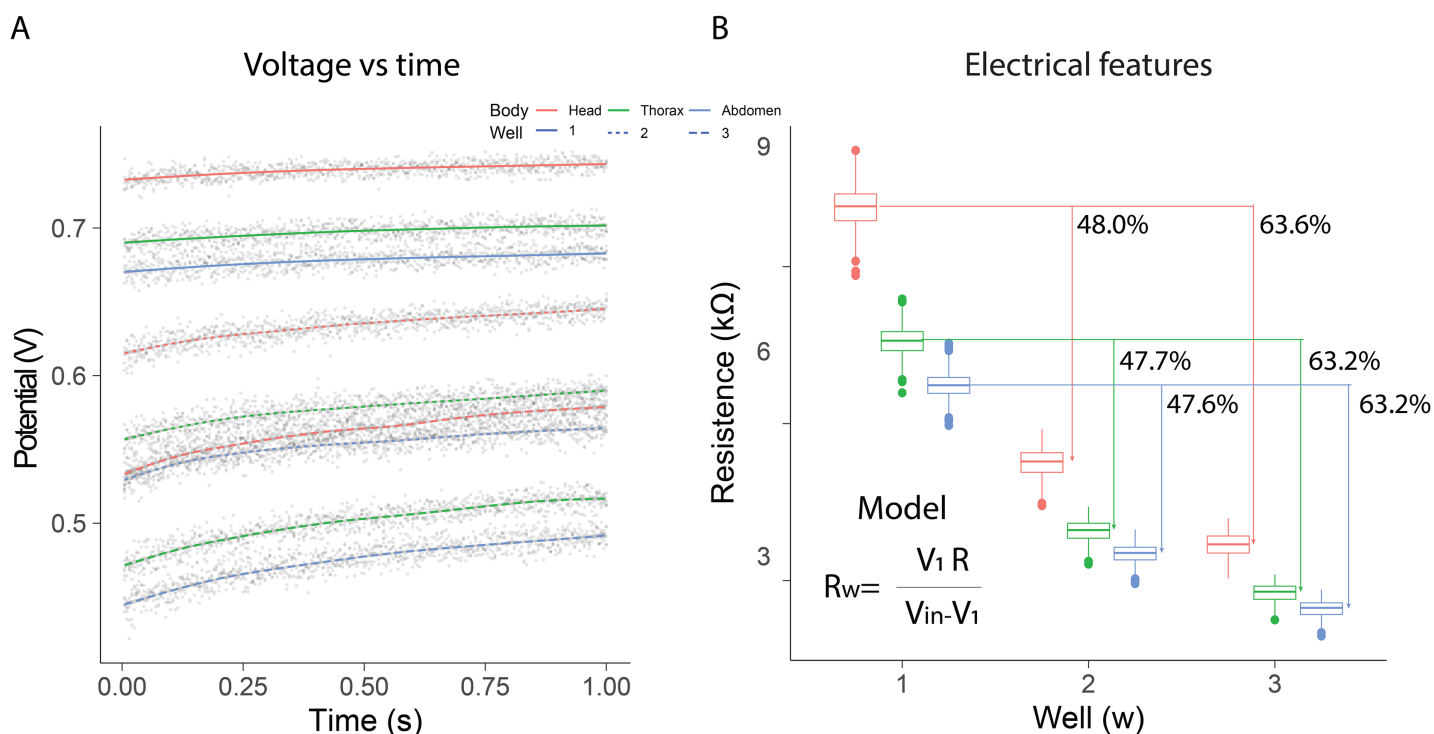 A
Voltage vs time
Body Head Thorax Abdomen
Well 1 2 3
Potential (V)
0.7
0.6
0.5
0.00 0.25 0.50 0.75 1.00
Time (s)
B
Electrical features
Resistence (kΩ)
9
6
3
48.0% 63.6%
47.7% 63.2%
47.6% 63.2%
Model
Rw= V1 R
Vin-V1
1 2 3
Well (w)